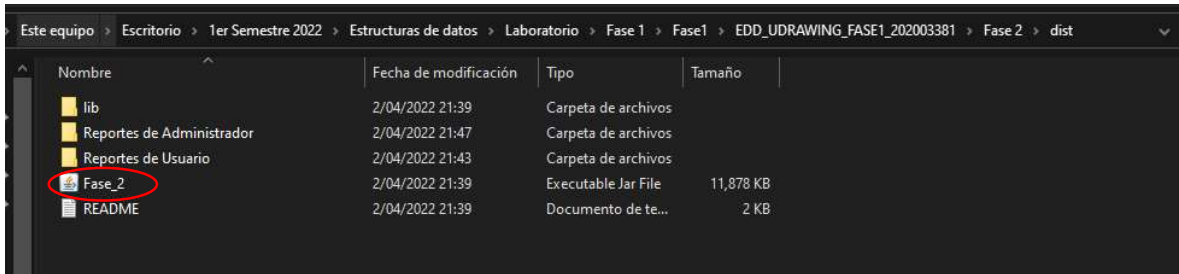 Este equipo > Escritorio > 1er Semestre 2022 > Estructuras de datos > Laboratorio > Fase 1 > Fase1 > EDD_UDRAWING_FASE1_202003381 > Fase 2 > dist
Nombre Fecha de modificación Tipo Tamaño
lib 2/04/2022 21:39 Carpeta de archivos
Reportes de Administrador 2/04/2022 21:47 Carpeta de archivos
Reportes de Usuario 2/04/2022 21:43 Carpeta de archivos
Fase_2 2/04/2022 21:39 Executable Jar File 11,878 KB
README 2/04/2022 21:39 Documento de te... 2 KB